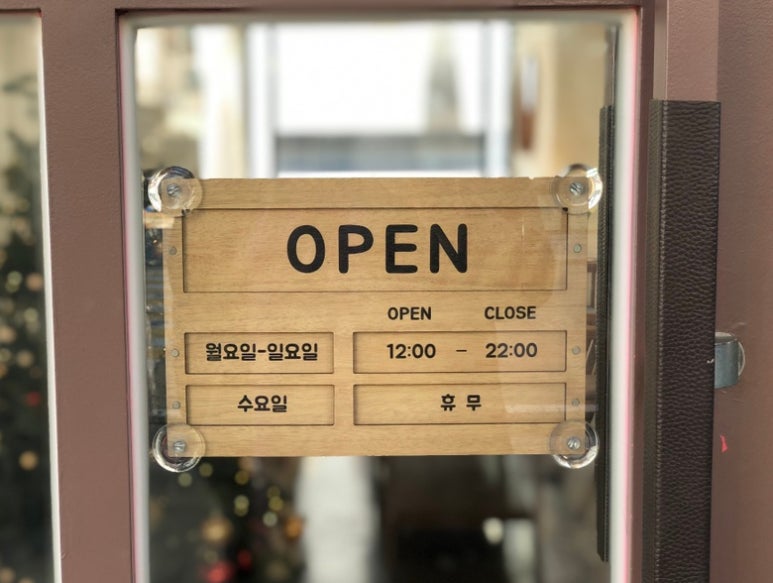 OPEN
OPEN CLOSE
월요일-일요일 12:00 - 22:00
수요일 휴 무